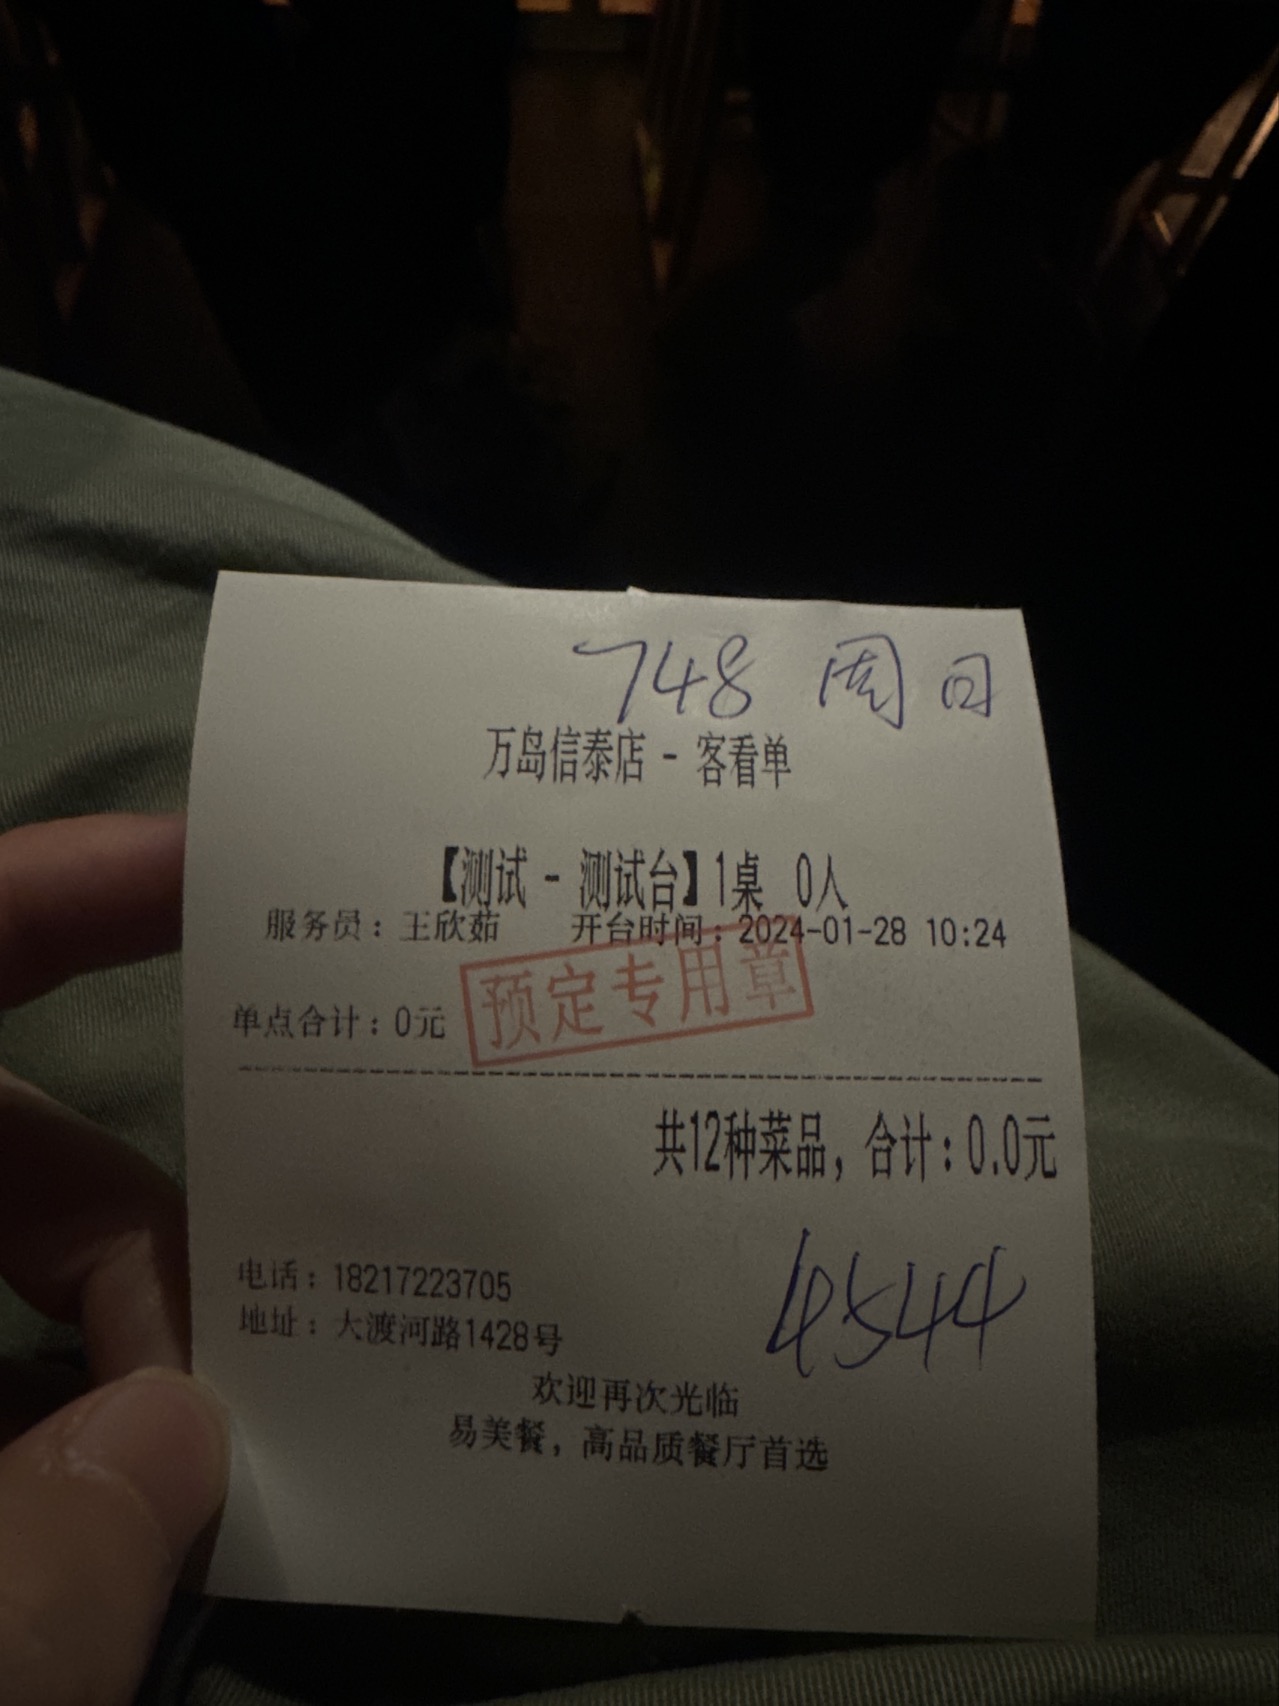 748 周日
万岛信泰店 - 客看单
【测试 - 测试台】1桌 0人
服务员：王欣茹 开台时间：2024-01-28 10:24
预定专用章
单点合计：0元
共12种菜品，合计：0.0元
4544
电话：18217223705
地址：大渡河路1428号
欢迎再次光临
易美餐，高品质餐厅首选